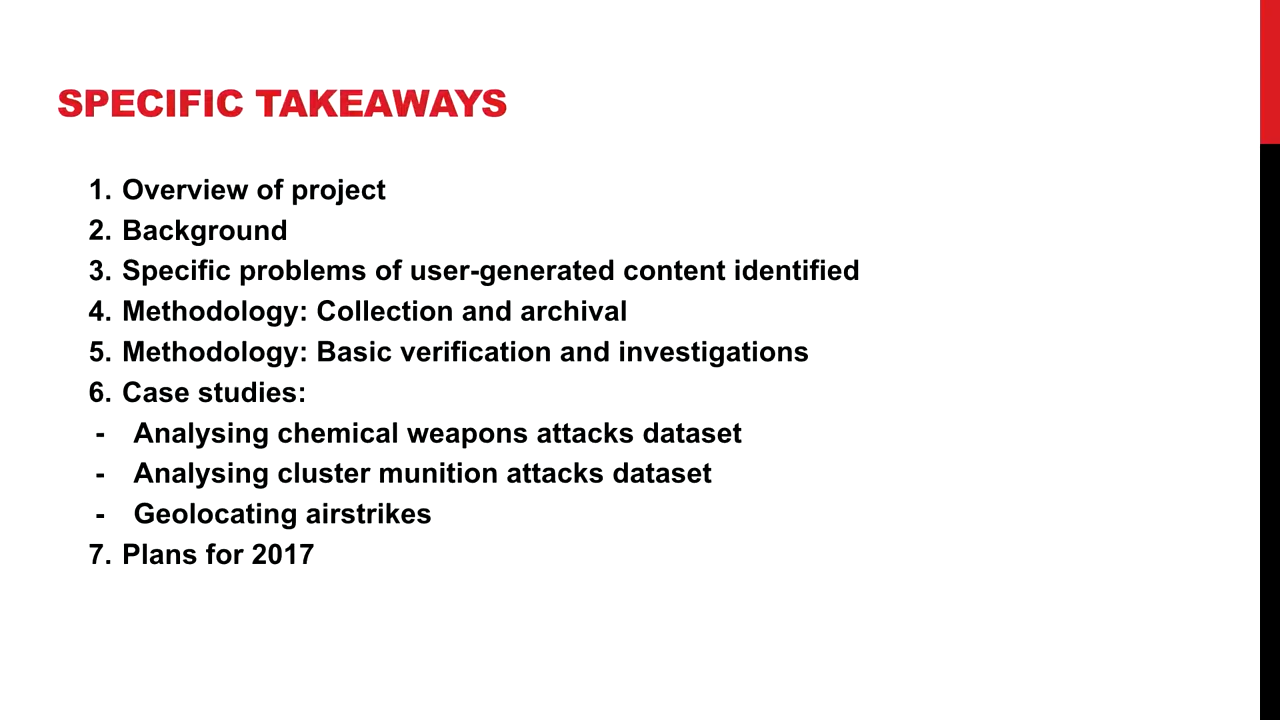 SPECIFIC TAKEAWAYS
1. Overview of project
2. Background
3. Specific problems of user-generated content identified
4. Methodology: Collection and archival
5. Methodology: Basic verification and investigations
6. Case studies:
- Analysing chemical weapons attacks dataset
- Analysing cluster munition attacks dataset
- Geolocating airstrikes
7. Plans for 2017